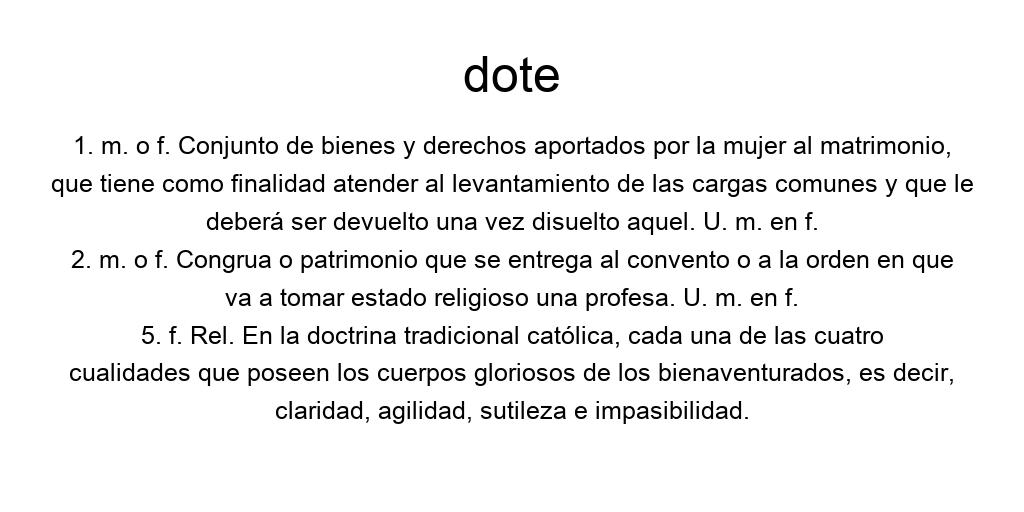 dote
1. m. o f. Conjunto de bienes y derechos aportados por la mujer al matrimonio,
que tiene como finalidad atender al levantamiento de las cargas comunes y que le
deberá ser devuelto una vez disuelto aquel. U. m. en f.
2. m. o f. Congrua o patrimonio que se entrega al convento o a la orden en que
va a tomar estado religioso una profesa. U. m. en f.
5. f. Rel. En la doctrina tradicional católica, cada una de las cuatro
cualidades que poseen los cuerpos gloriosos de los bienaventurados, es decir,
claridad, agilidad, sutileza e impasibilidad.